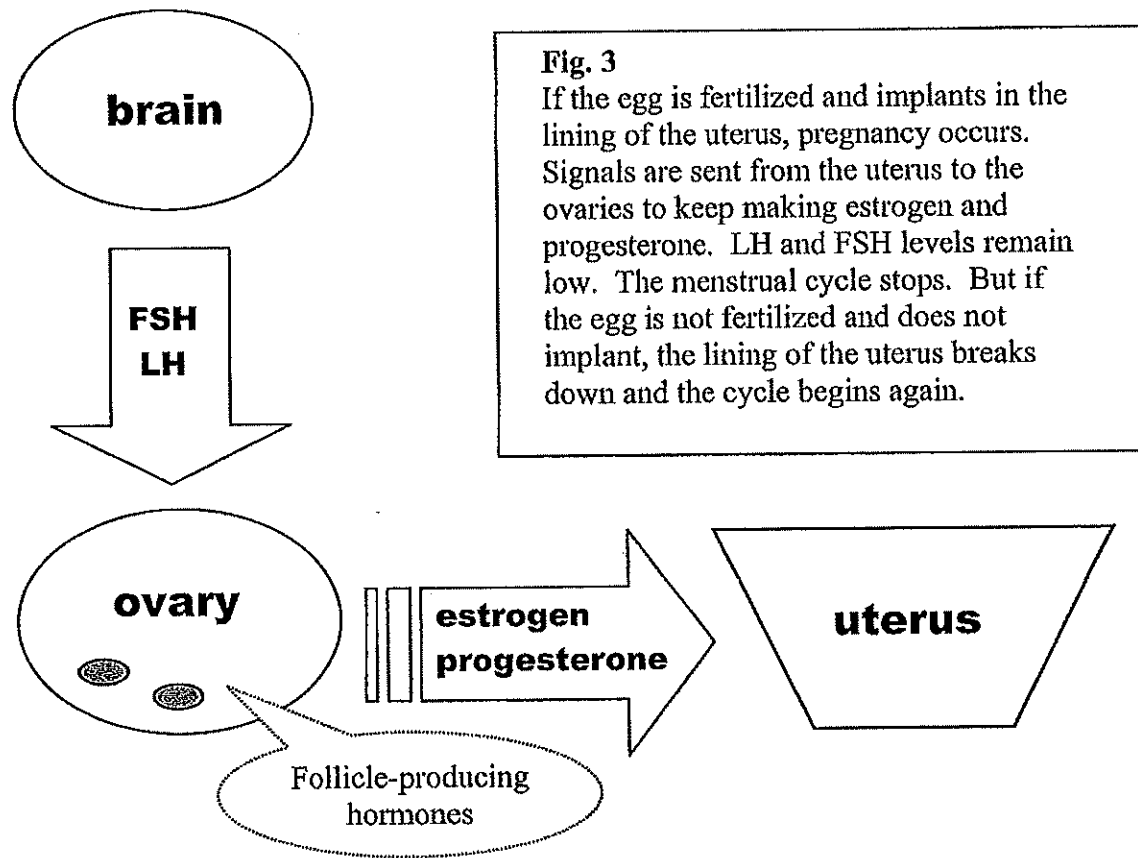 brain
Fig. 3
If the egg is fertilized and implants in the
lining of the uterus, pregnancy occurs.
Signals are sent from the uterus to the
ovaries to keep making estrogen and
progesterone. LH and FSH levels remain
low. The menstrual cycle stops. But if
the egg is not fertilized and does not
implant, the lining of the uterus breaks
down and the cycle begins again.
FSH
LH
ovary
estrogen
progesterone
uterus
Follicle-producing
hormones